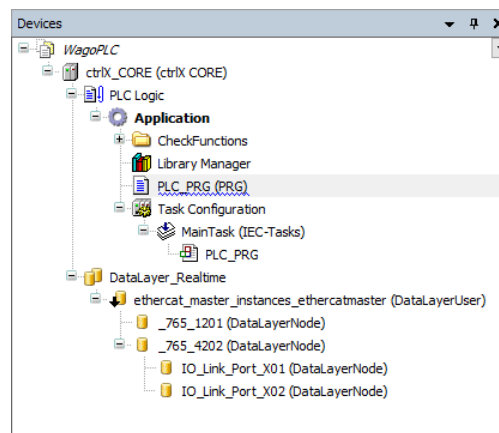 Devices
WagoPLC
ctrlX_CORE (ctrlX CORE)
PLC Logic
Application
CheckFunctions
Library Manager
PLC_PRG (PRG)
Task Configuration
MainTask (IEC-Tasks)
PLC_PRG
DataLayer_Realtime
ethercat_master_instances_ethercatmaster (DataLayerUser)
_765_1201 (DataLayerNode)
_765_4202 (DataLayerNode)
IO_Link_Port_X01 (DataLayerNode)
IO_Link_Port_X02 (DataLayerNode)